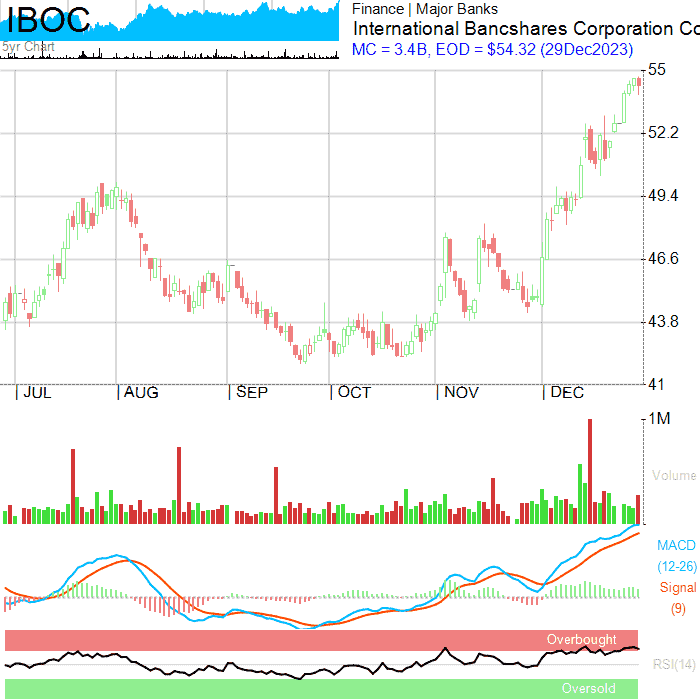 IBOC
5yr Chart
Finance | Major Banks
International Bancshares Corporation Co
MC = 3.4B, EOD = $54.32 (29Dec2023)
55
52.2
49.4
46.6
43.8
41
JUL AUG SEP OCT NOV DEC
1M
Volume
MACD
(12-26)
Signal
(9)
Overbought
RSI(14)
Oversold